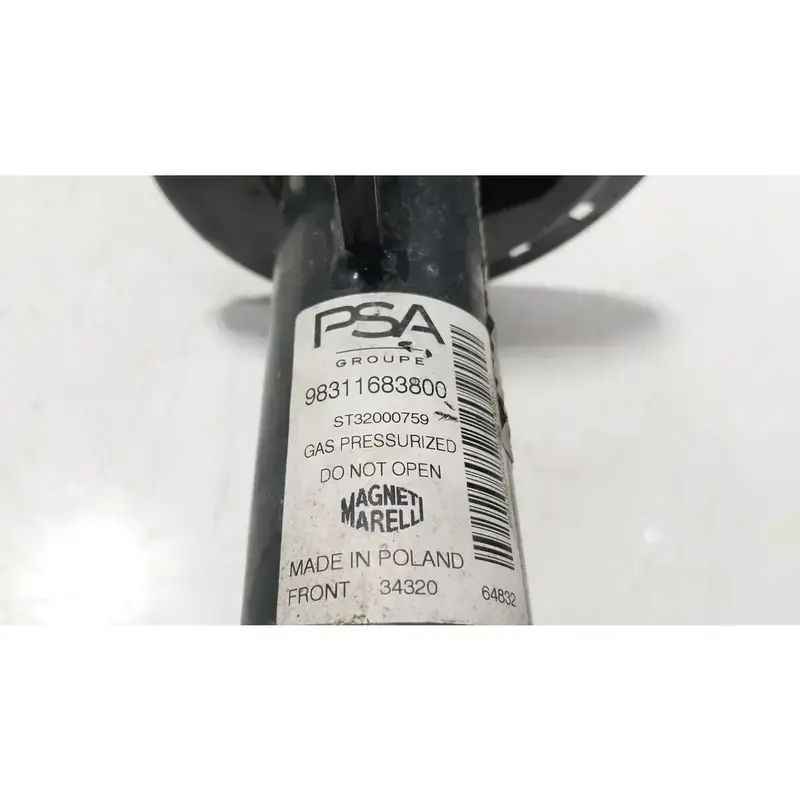 PSA
GROUPE
98311683800
ST32000759
GAS PRESSURIZED
DO NOT OPEN
MAGNETI
MARELLI
MADE IN POLAND
FRONT 34320 64832